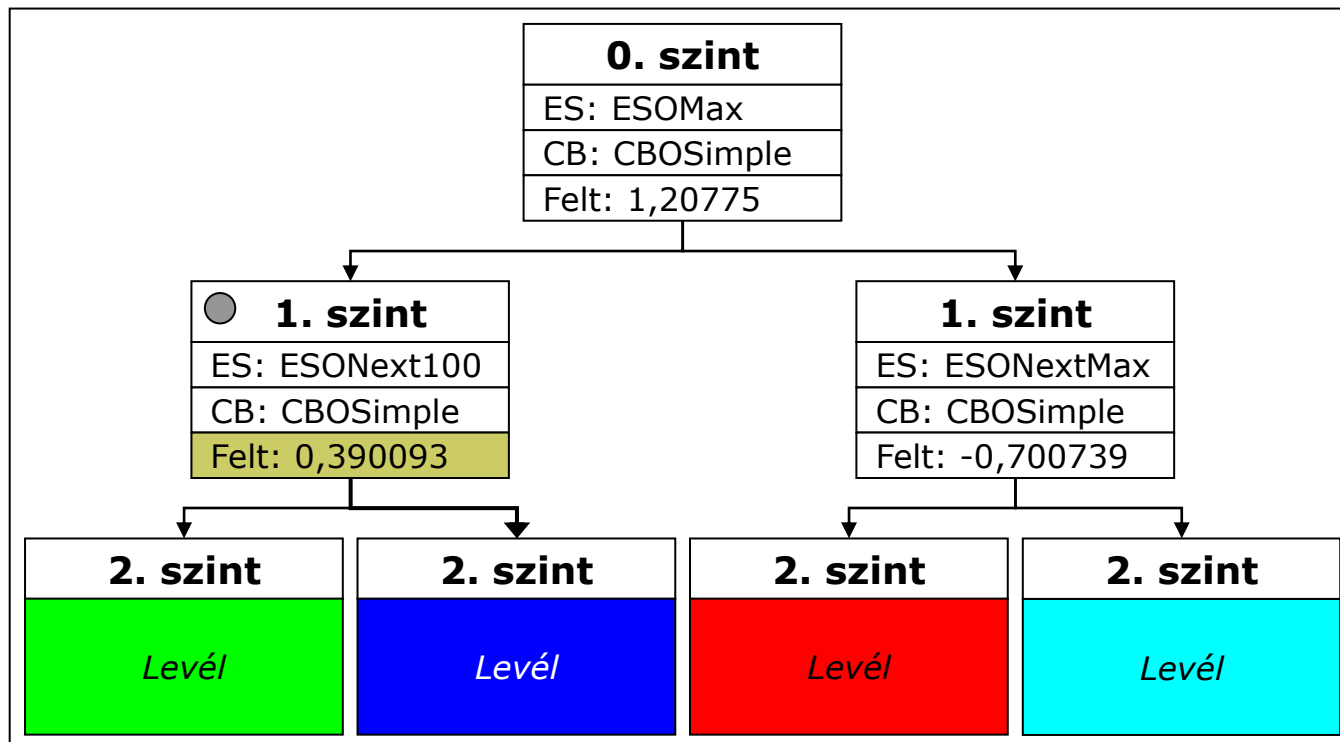 0. szint
ES: ESOMax
CB: CBOSimple
Felt: 1,20775
1. szint
ES: ESONext100
CB: CBOSimple
Felt: 0,390093
1. szint
ES: ESONextMax
CB: CBOSimple
Felt: -0,700739
2. szint
Levél
2. szint
Levél
2. szint
Levél
2. szint
Levél